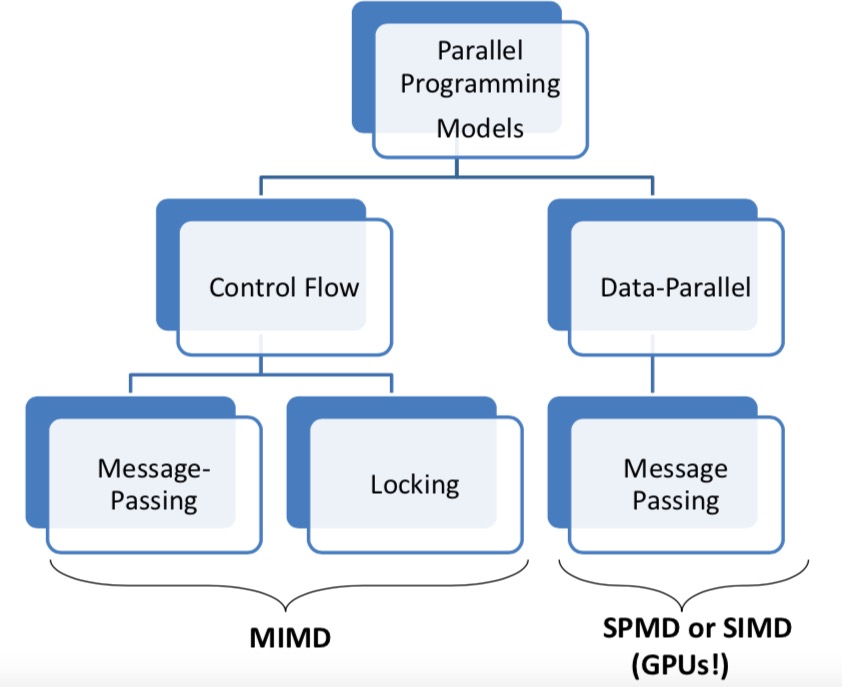 Parallel
Programming
Models
Control Flow
Data-Parallel
Message-
Passing
Locking
Message
Passing
MIMD
SPMD or SIMD
(GPUs!)